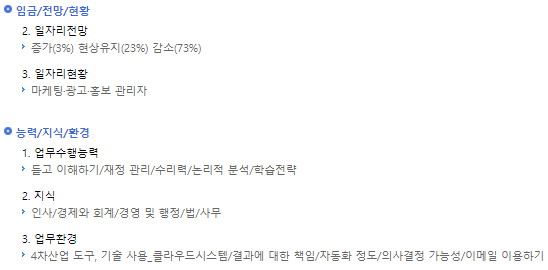 임금/전망/현황
2. 일자리전망
증가(3%) 현상유지(23%) 감소(73%)
3. 일자리현황
마케팅·광고·홍보 관리자
능력/지식/환경
1. 업무수행능력
듣고 이해하기/재정 관리/수리력/논리적 분석/학습전략
2. 지식
인사/경제와 회계/경영 및 행정/법/사무
3. 업무환경
4차산업 도구, 기술 사용_클라우드시스템/결과에 대한 책임/자동화 정도/의사결정 가능성/이메일 이용하기